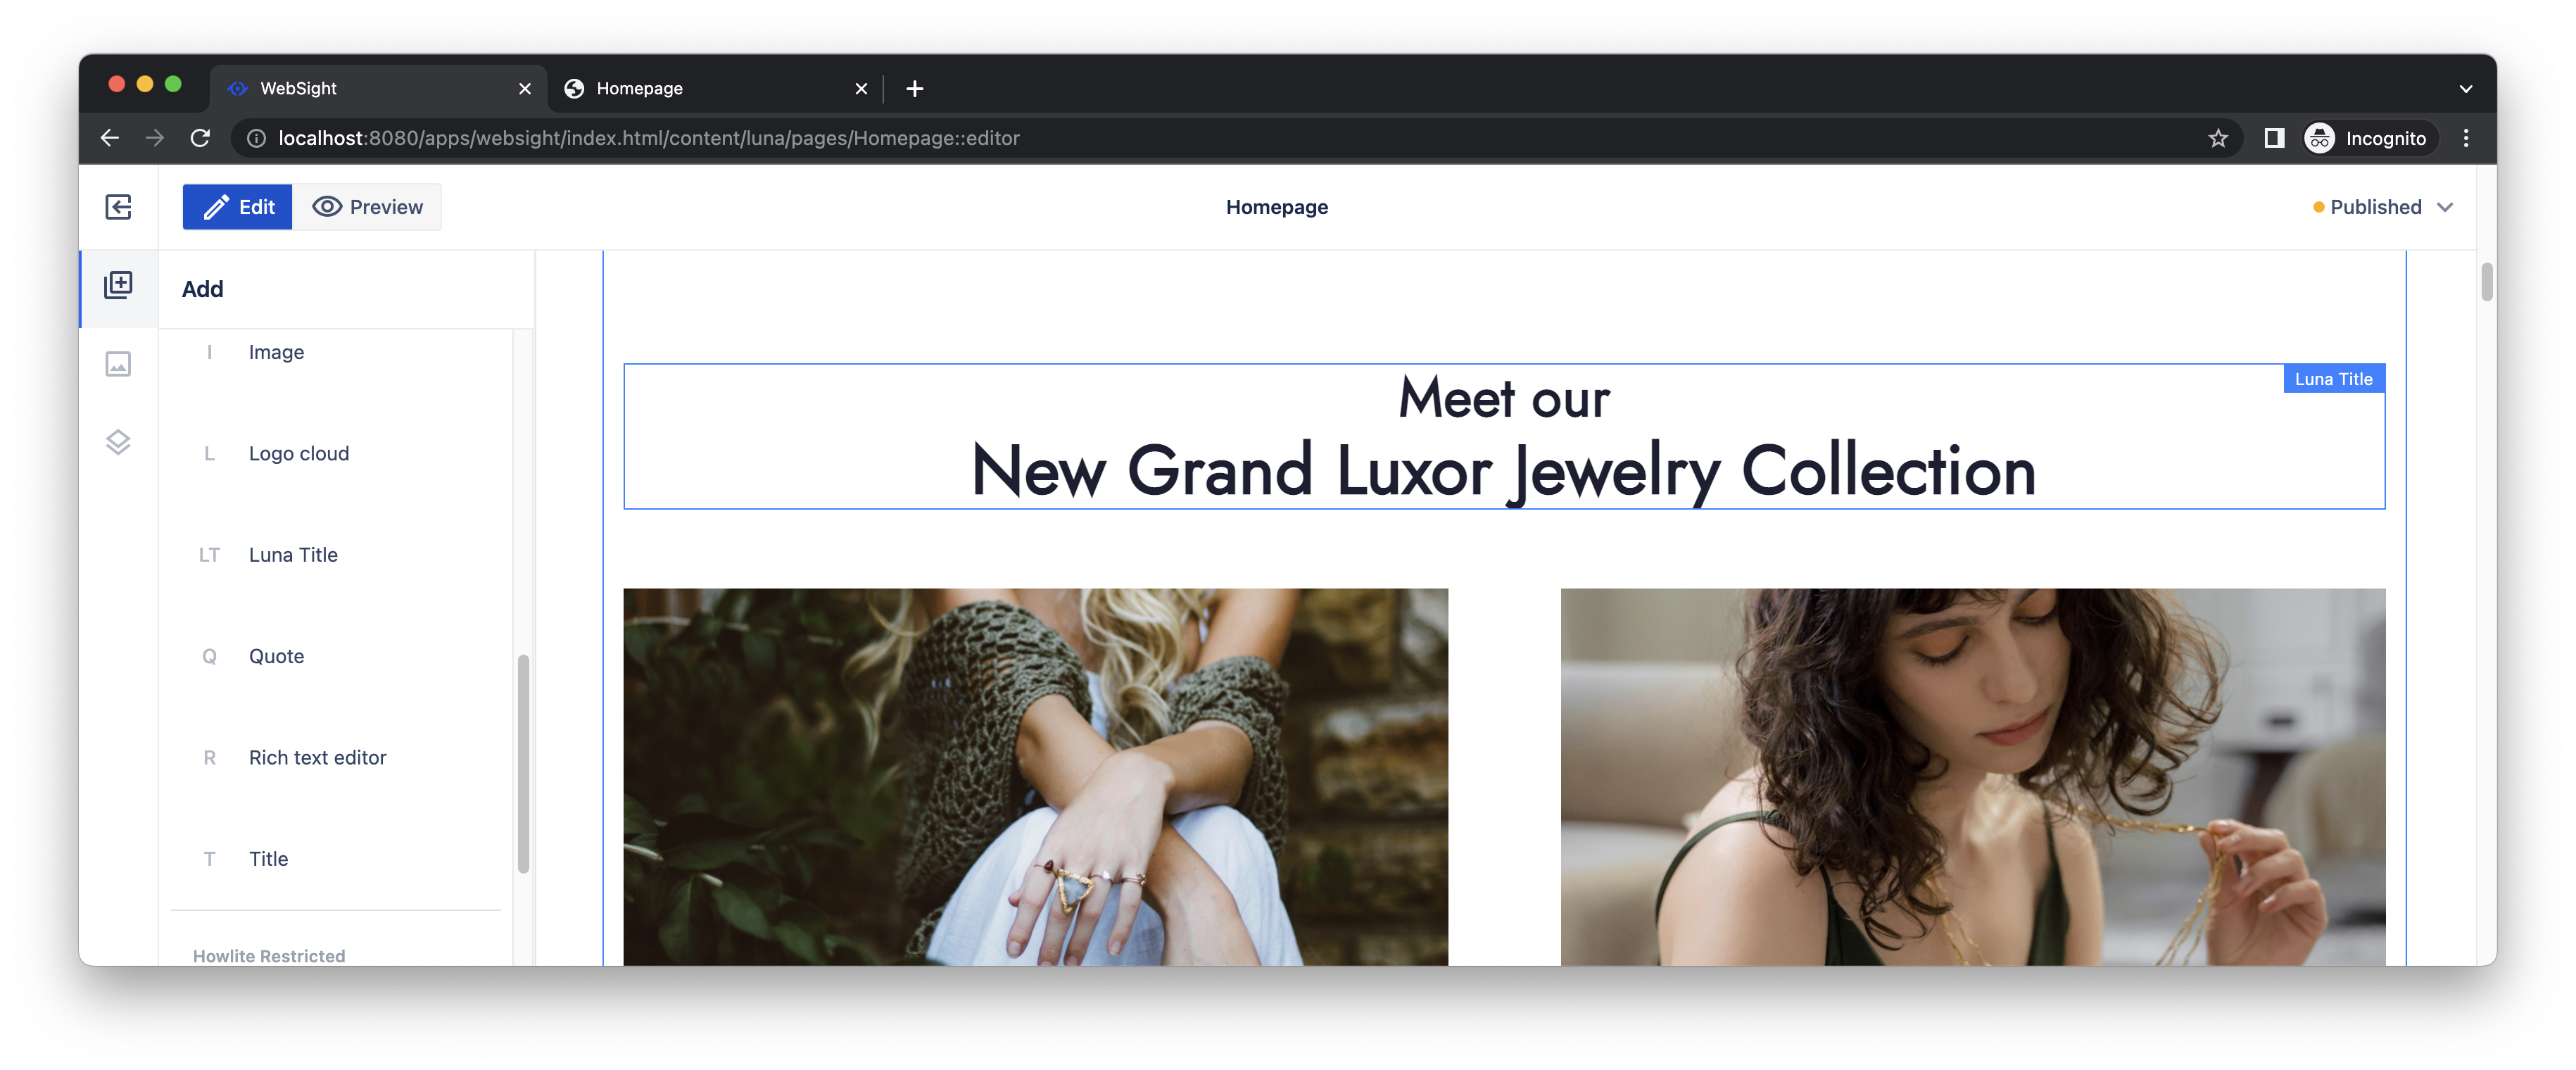 WebSight
Homepage
localhost:8080/apps/websight/index.html/content/luna/pages/Homepage::editor
Incognito
Edit
Preview
Homepage
Published
Add
I Image
L Logo cloud
LT Luna Title
Q Quote
R Rich text editor
T Title
Howlite Restricted
Luna Title
Meet our
New Grand Luxor Jewelry Collection